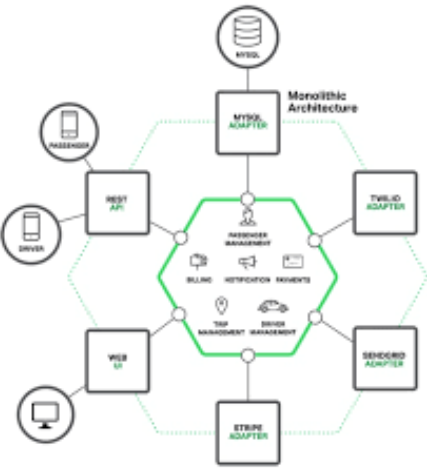 MYSQL
Monolithic
Architecture
MYSQL
ADAPTER
PASSENGER
REST
API
TWILIO
ADAPTER
DRIVER
PASSENGER
MANAGEMENT
BILLING
NOTIFICATION
PAYMENTS
TRIP
MANAGEMENT
DRIVER
MANAGEMENT
WEB
UI
SENDGRID
ADAPTER
STRIPE
ADAPTER